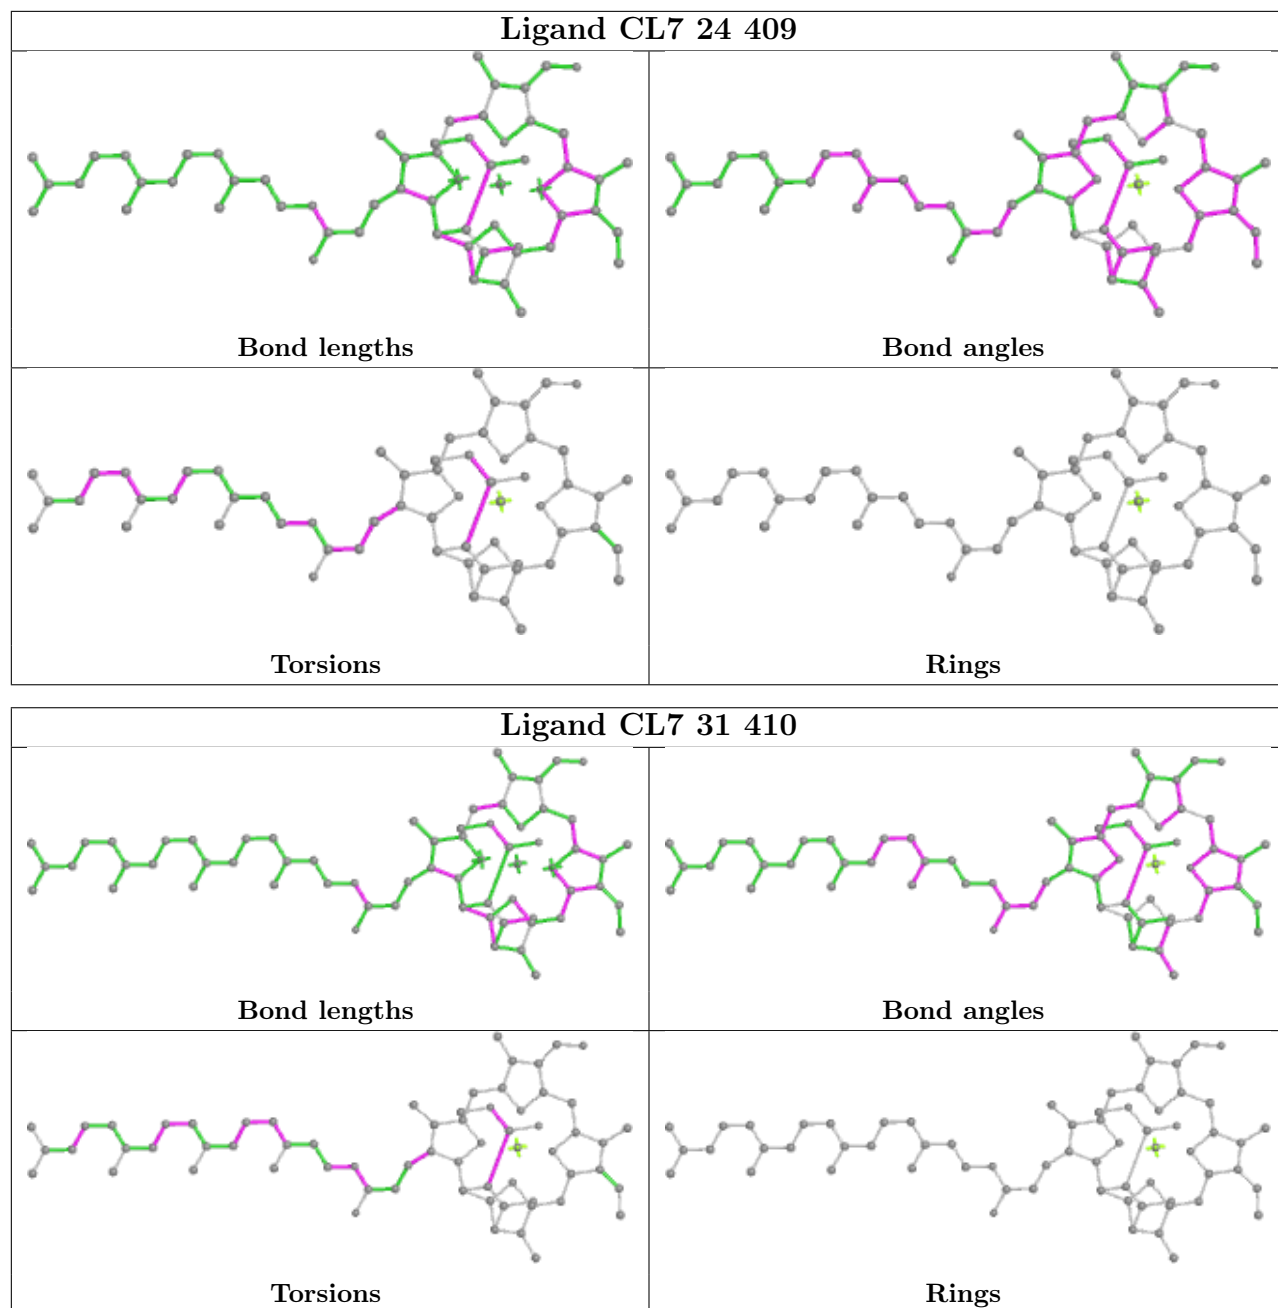 Ligand CL7 24 409
Bond lengths
Bond angles
Torsions
Rings
Ligand CL7 31 410
Bond lengths
Bond angles
Torsions
Rings